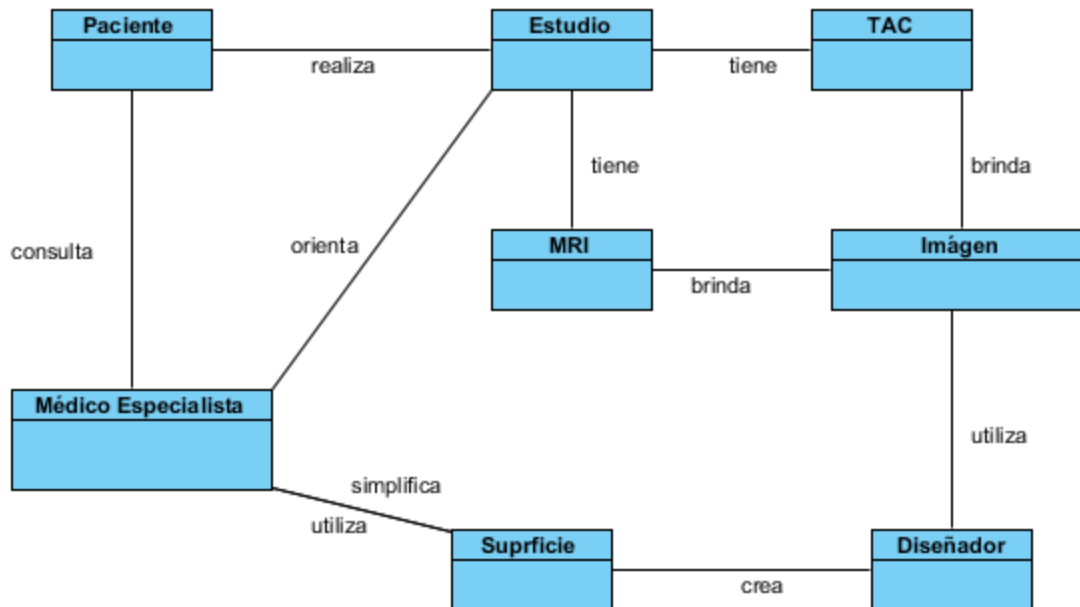 Paciente
Estudio
TAC
realiza
tiene
tiene
brinda
consulta
orienta
MRI
Imágen
brinda
Médico Especialista
utiliza
simplifica
utiliza
Suprficie
Diseñador
crea